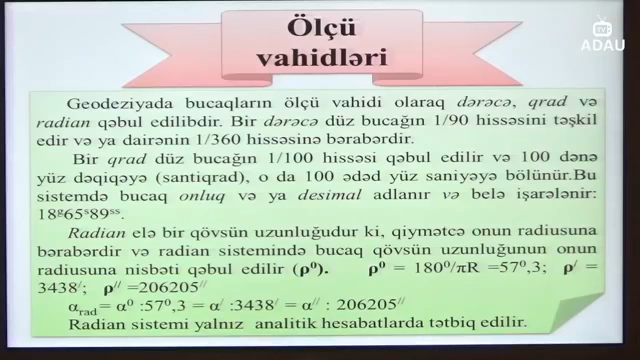 Ölçü
vahidləri
TV
ADAU
Geodeziyada bucaqların ölçü vahidi olaraq dərəcə, qrad və
radian qəbul edilibdir. Bir dərəcə düz bucağın 1/90 hissəsini təşkil
edir və ya dairənin 1/360 hissəsinə bərabərdir.
Bir qrad düz bucağın 1/100 hissəsi qəbul edilir və 100 dənə
yüz dəqiqəyə (santiqrad), o da 100 ədəd yüz saniyəyə bölünür.Bu
sistemdə bucaq onluq və ya desimal adlanır və belə işarələnir:
18ᵍ65ˢ89ˢˢ.
Radian elə bir qövsün uzunluğudur ki, qiymətcə onun radiusuna
bərabərdir və radian sistemində bucaq qövsün uzunluğunun onun
radiusuna nisbəti qəbul edilir (ρ⁰). ρ⁰ = 180⁰/πR =57⁰,3; ρ′ =
3438′; ρ″ =206205″
α_rad = α⁰ :57⁰,3 = α′ :3438′ = α″ : 206205″
Radian sistemi yalnız analitik hesabatlarda tətbiq edilir.